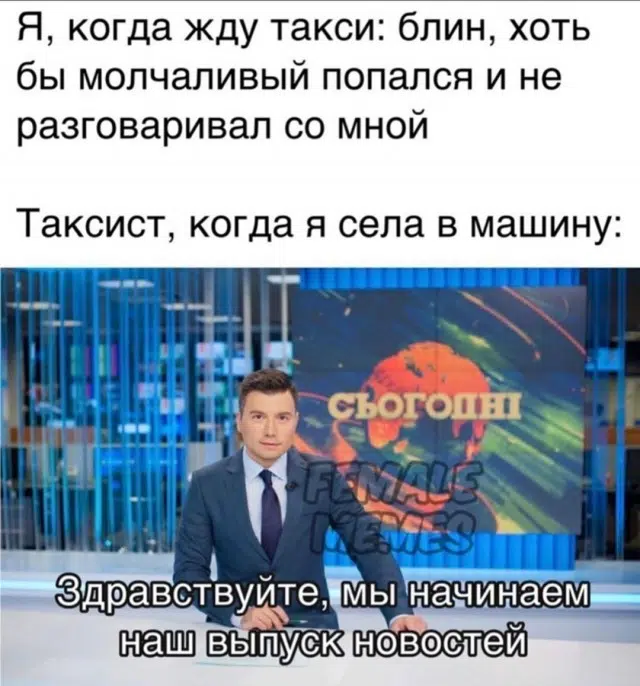 Я, когда жду такси: блин, хоть
бы молчаливый попался и не
разговаривал со мной
Таксист, когда я села в машину:
СЬОГОДНІ
FEMALE
MEMES
Здравствуйте, мы начинаем
наш выпуск новостей